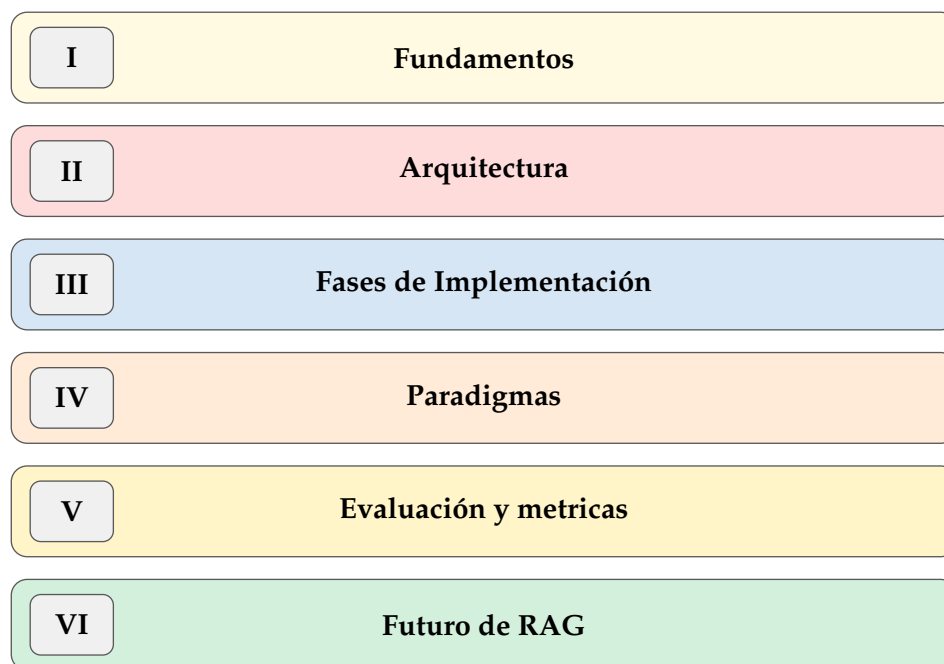 I
Fundamentos
II
Arquitectura
III
Fases de Implementación
IV
Paradigmas
V
Evaluación y metricas
VI
Futuro de RAG